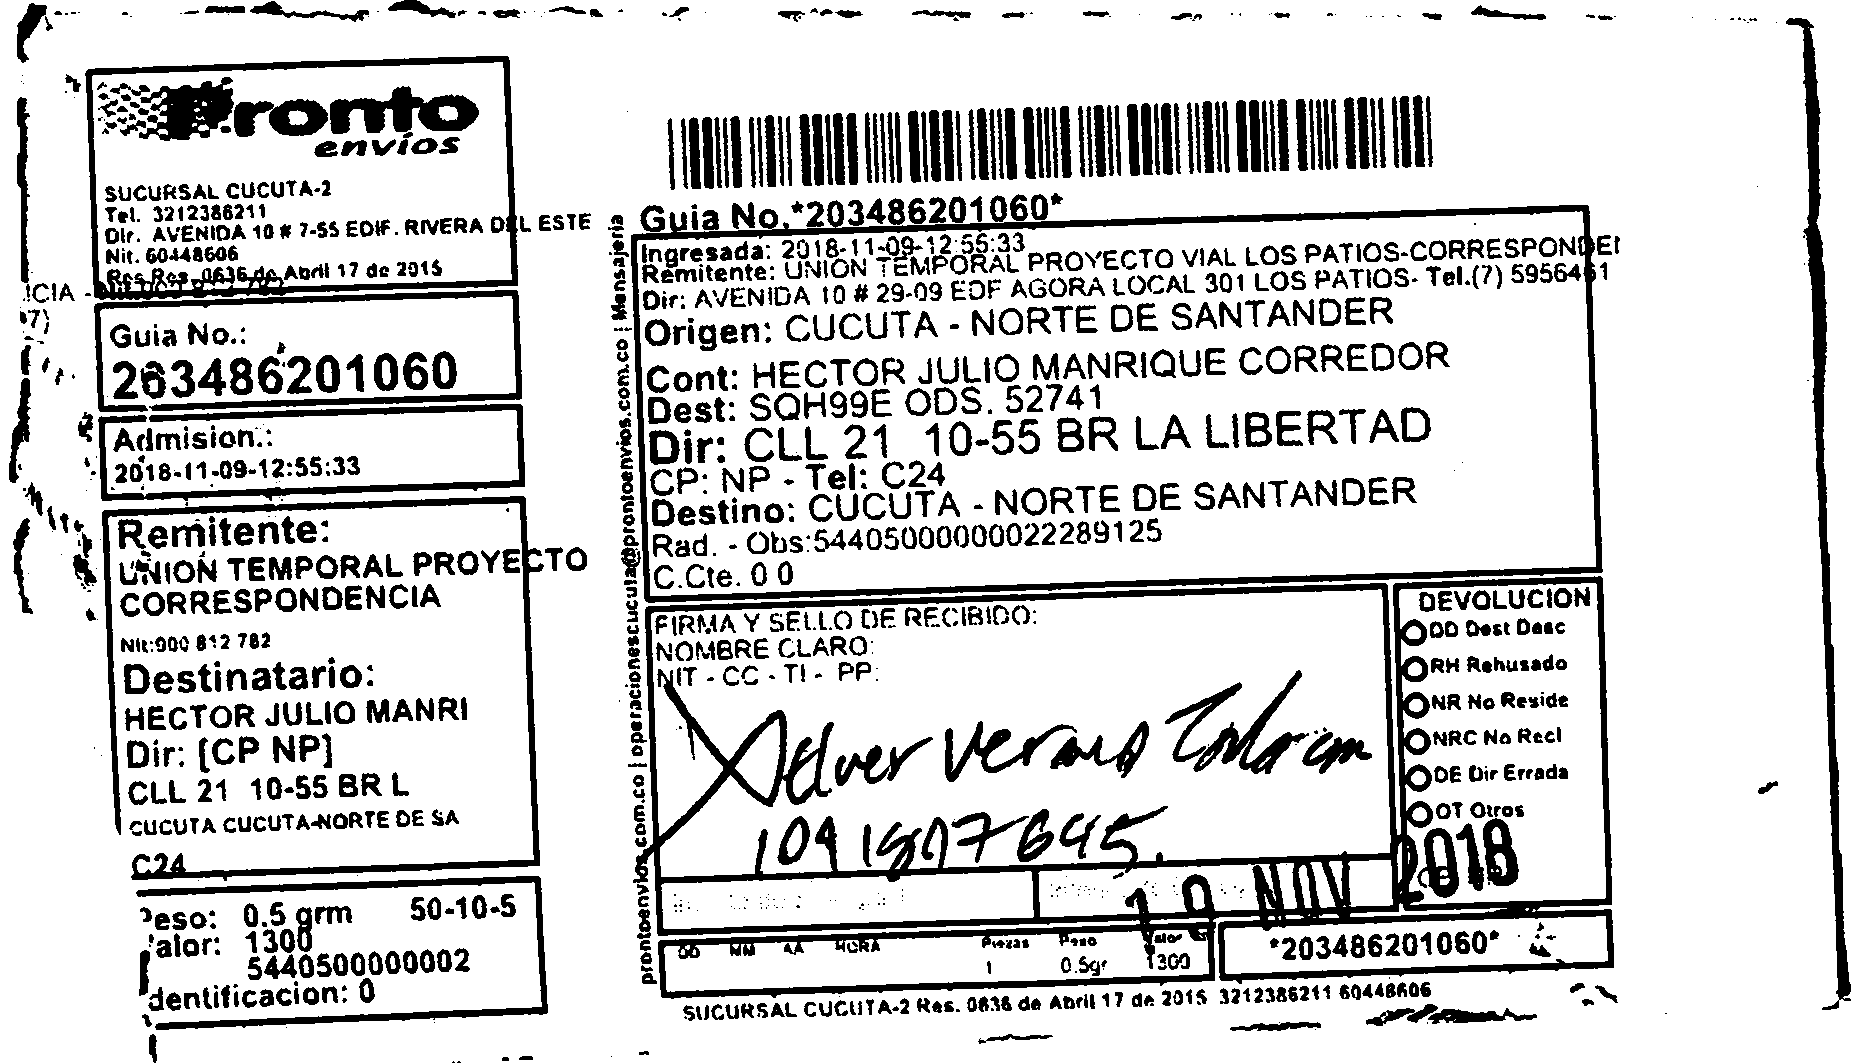 Pronto
envíos
SUCURSAL CUCUTA-2
Tel. 3212386211
Dir. AVENIDA 10 # 7-55 EDIF. RIVERA DEL ESTE
Nit. 60448606
Res Res. 0636 de Abril 17 de 2015
ICIA -
7)
Guia No.:
203486201060
Admision.:
2018-11-09-12:55:33
Remitente:
UNION TEMPORAL PROYECTO
CORRESPONDENCIA
Nit:900 812 782
Destinatario:
HECTOR JULIO MANRI
Dir: [CP NP]
CLL 21 10-55 BR L
CUCUTA CUCUTA-NORTE DE SA
C24
Peso: 0.5 grm 50-10-5
Valor: 1300
5440500000002
dentificacion: 0
prontoenvios.com.co | operacionescucuta@prontoenvios.com.co | Mensajeria
Guia No.*203486201060*
Ingresada: 2018-11-09-12:55:33
Remitente: UNION TEMPORAL PROYECTO VIAL LOS PATIOS-CORRESPONDEI
Dir: AVENIDA 10 # 29-09 EDF AGORA LOCAL 301 LOS PATIOS- Tel.(7) 5956461
Origen: CUCUTA - NORTE DE SANTANDER
Cont: HECTOR JULIO MANRIQUE CORREDOR
Dest: SQH99E ODS. 52741
Dir: CLL 21 10-55 BR LA LIBERTAD
CP: NP - Tel: C24
Destino: CUCUTA - NORTE DE SANTANDER
Rad. - Obs:54405000000022289125
C.Cte. 0 0
FIRMA Y SELLO DE RECIBIDO:
NOMBRE CLARO:
NIT - CC - TI - PP:
1091807645.
DEVOLUCION
DD Dest Desc
RH Rehusado
NR No Reside
NRC No Recl
DE Dir Errada
OT Otros
NOV 2018
DD MM AA HORA Piezas Peso Valor
1 0.5gr 1300
*203486201060*
SUCURSAL CUCUTA-2 Res. 0636 de Abril 17 de 2015 3212386211 60448606